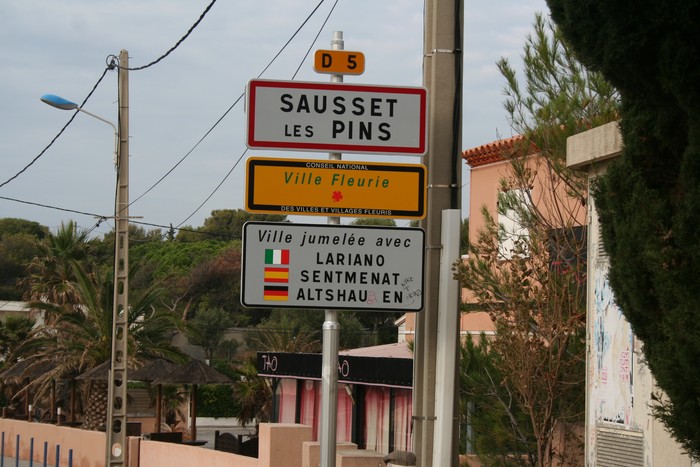 D 5
SAUSSET
LES PINS
CONSEIL NATIONAL
Ville Fleurie
DES VILLES ET VILLAGES FLEURIS
Ville jumelée avec
LARIANO
SENTMENAT
ALTSHAUSEN
TAO